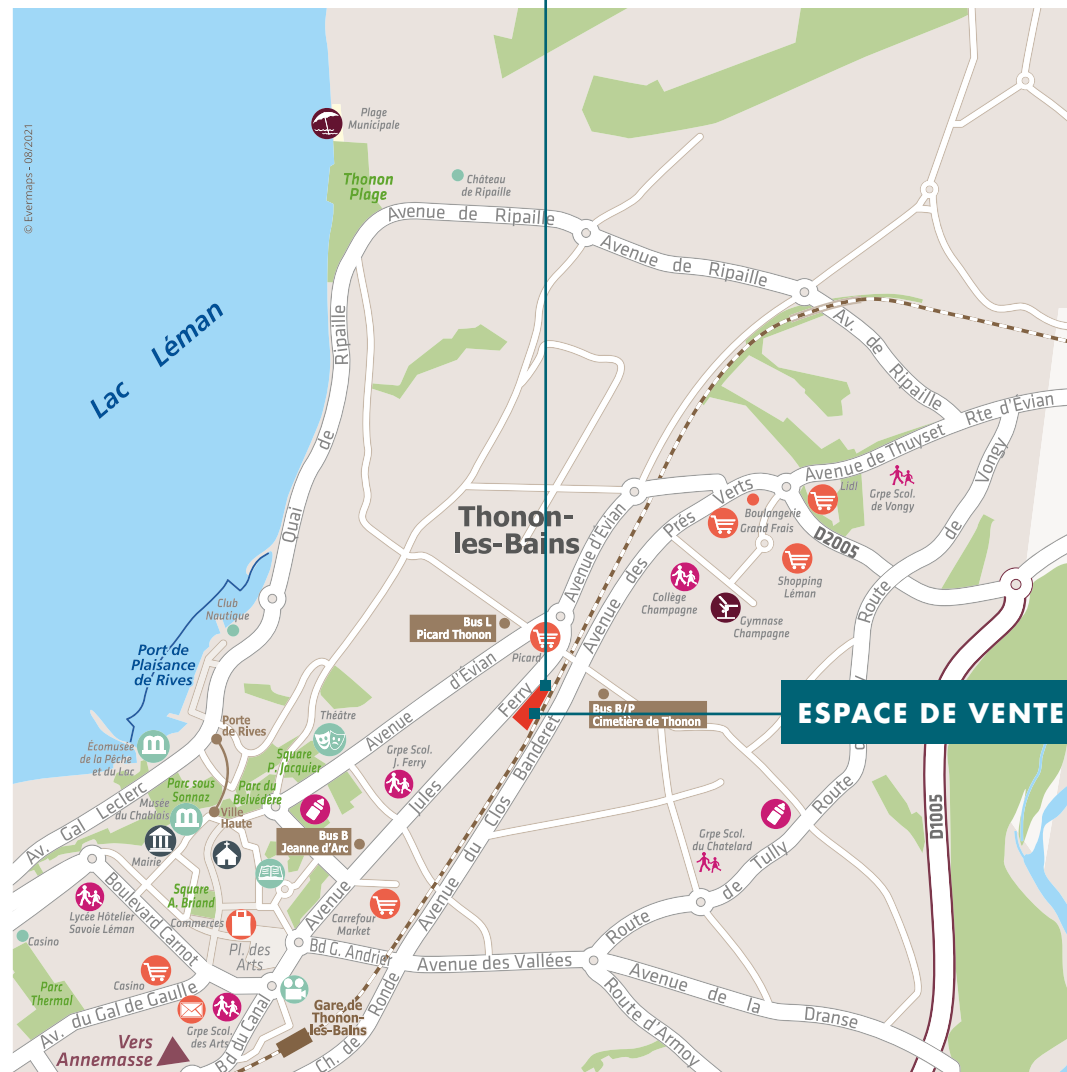 © Evermaps - 08/2021
Plage
Municipale
Thonon
Plage
Château
de Ripaille
Avenue de Ripaille
Avenue de Ripaille
Av. de Ripaille
Quai de Ripaille
Lac Léman
Rte d'Évian
Avenue de Thuyset
Grpe Scol.
de Vongy
Lidl
Boulangerie
Grand Frais
Prés Verts
Avenue des
D2005
Route de Vongy
Shopping
Léman
Collège
Champagne
Gymnase
Champagne
Thonon-
les-Bains
Avenue d'Évian
Bus L
Picard Thonon
Picard
Club
Nautique
Port de
Plaisance
de Rives
Bus B/P
Cimetière de Thonon
ESPACE DE VENTE
Porte
de Rives
Théâtre
Écomusée
de la Pêche
et du Lac
Square
P. Jacquier
Avenue d'Évian
Grpe Scol.
J. Ferry
Avenue Jules Ferry
Avenue du Clos Banderet
Av. Gal Leclerc
Parc sous
Sonnaz
Parc du
Belvédère
Musée
du Chablais
Ville
Haute
Mairie
Bus B
Jeanne d'Arc
D1005
Grpe Scol.
du Chatelard
Route de Tully
Route
Lycée Hôtelier
Savoie Léman
Boulevard Carnot
Square
A. Briand
Commerces
Carrefour
Market
Pl. des
Arts
Bd G. Andrier
Avenue des Vallées
Avenue de la Dranse
Route d'Armoy
Casino
Parc
Thermal
Casino
Av. du Gal de Gaulle
Grpe Scol.
des Arts
Bd du Canal
Gare de
Thonon-
les-Bains
Ch. de Ronde
Vers
Annemasse